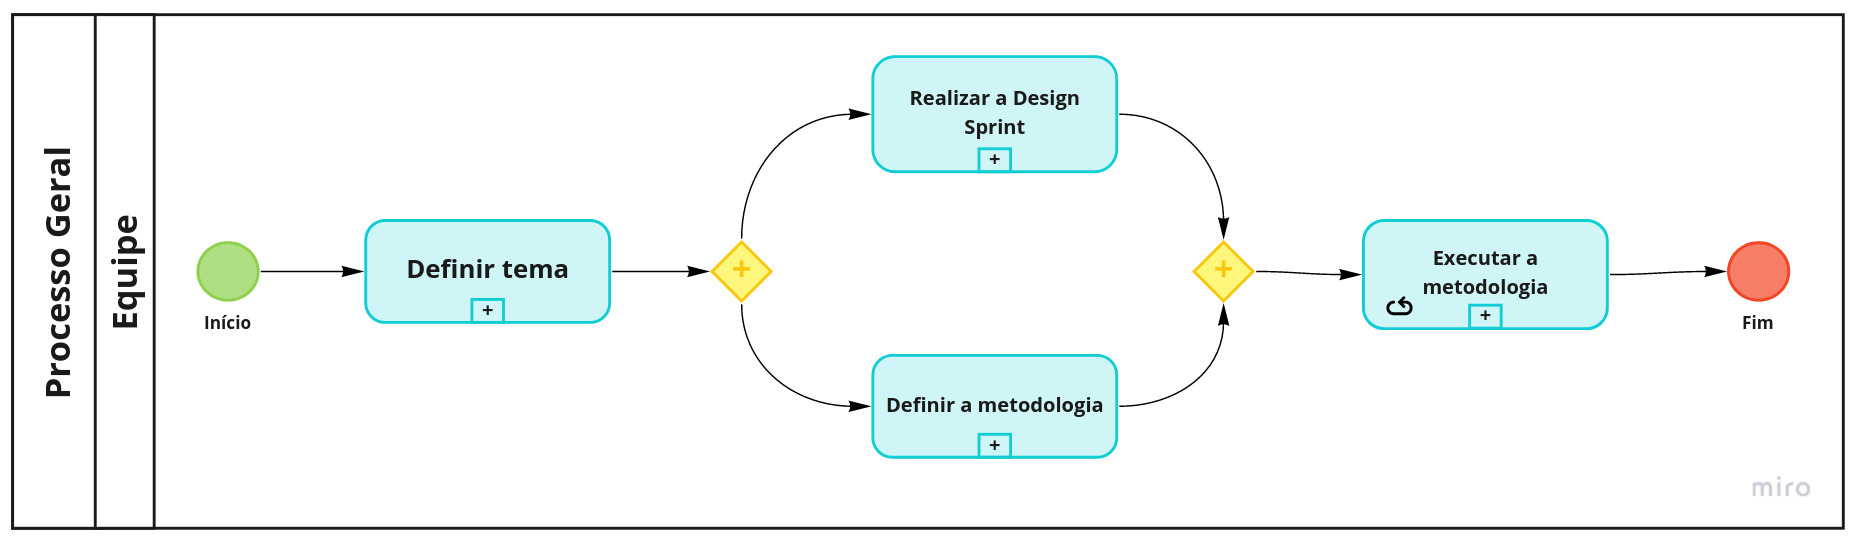 Processo Geral
Equipe
Início
Definir tema
+
+
Realizar a Design
Sprint
+
Definir a metodologia
+
+
Executar a
metodologia
+
Fim
miro